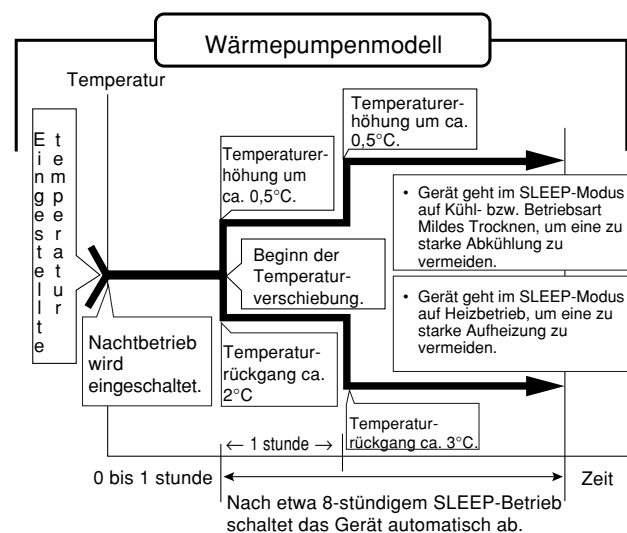 Wärmepumpenmodell
Temperatur
Eingestellte
temperatur
Temperaturer-
höhung um ca.
0,5°C.
Temperaturer-
höhung um
ca. 0,5°C.
• Gerät geht im SLEEP-Modus
auf Kühl- bzw. Betriebsart
Mildes Trocknen, um eine zu
starke Abkühlung zu
vermeiden.
Beginn der
Temperatur-
verschiebung.
• Gerät geht im SLEEP-Modus
auf Heizbetrieb, um eine zu
starke Aufheizung zu
vermeiden.
Nachtbetrieb
wird
eingeschaltet.
Temperatur-
rückgang ca.
2°C
Temperatur-
rückgang ca. 3°C.
← 1 stunde →
0 bis 1 stunde
Zeit
Nach etwa 8-stündigem SLEEP-Betrieb
schaltet das Gerät automatisch ab.